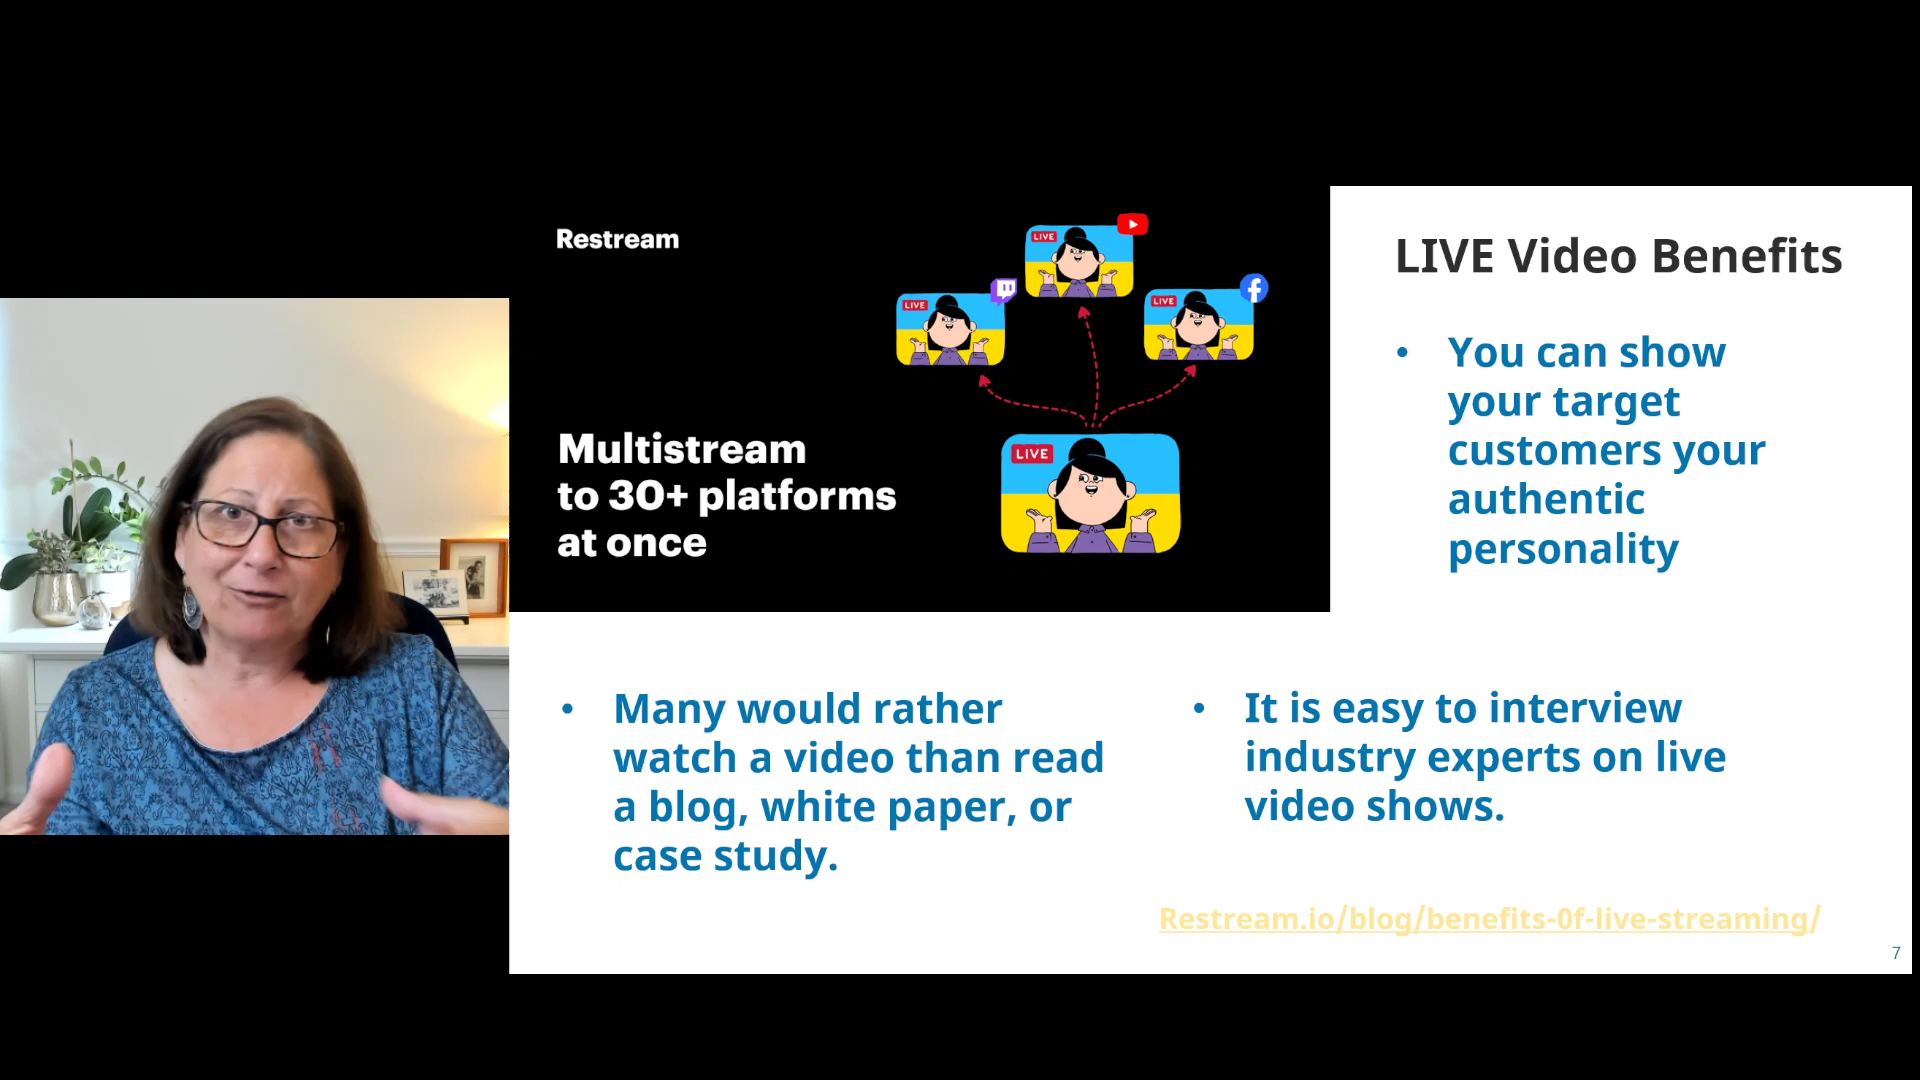 Restream
LIVE
LIVE
LIVE
LIVE
Multistream
to 30+ platforms
at once
LIVE Video Benefits
• You can show
your target
customers your
authentic
personality
• Many would rather
watch a video than read
a blog, white paper, or
case study.
• It is easy to interview
industry experts on live
video shows.
Restream.io/blog/benefits-0f-live-streaming/
7